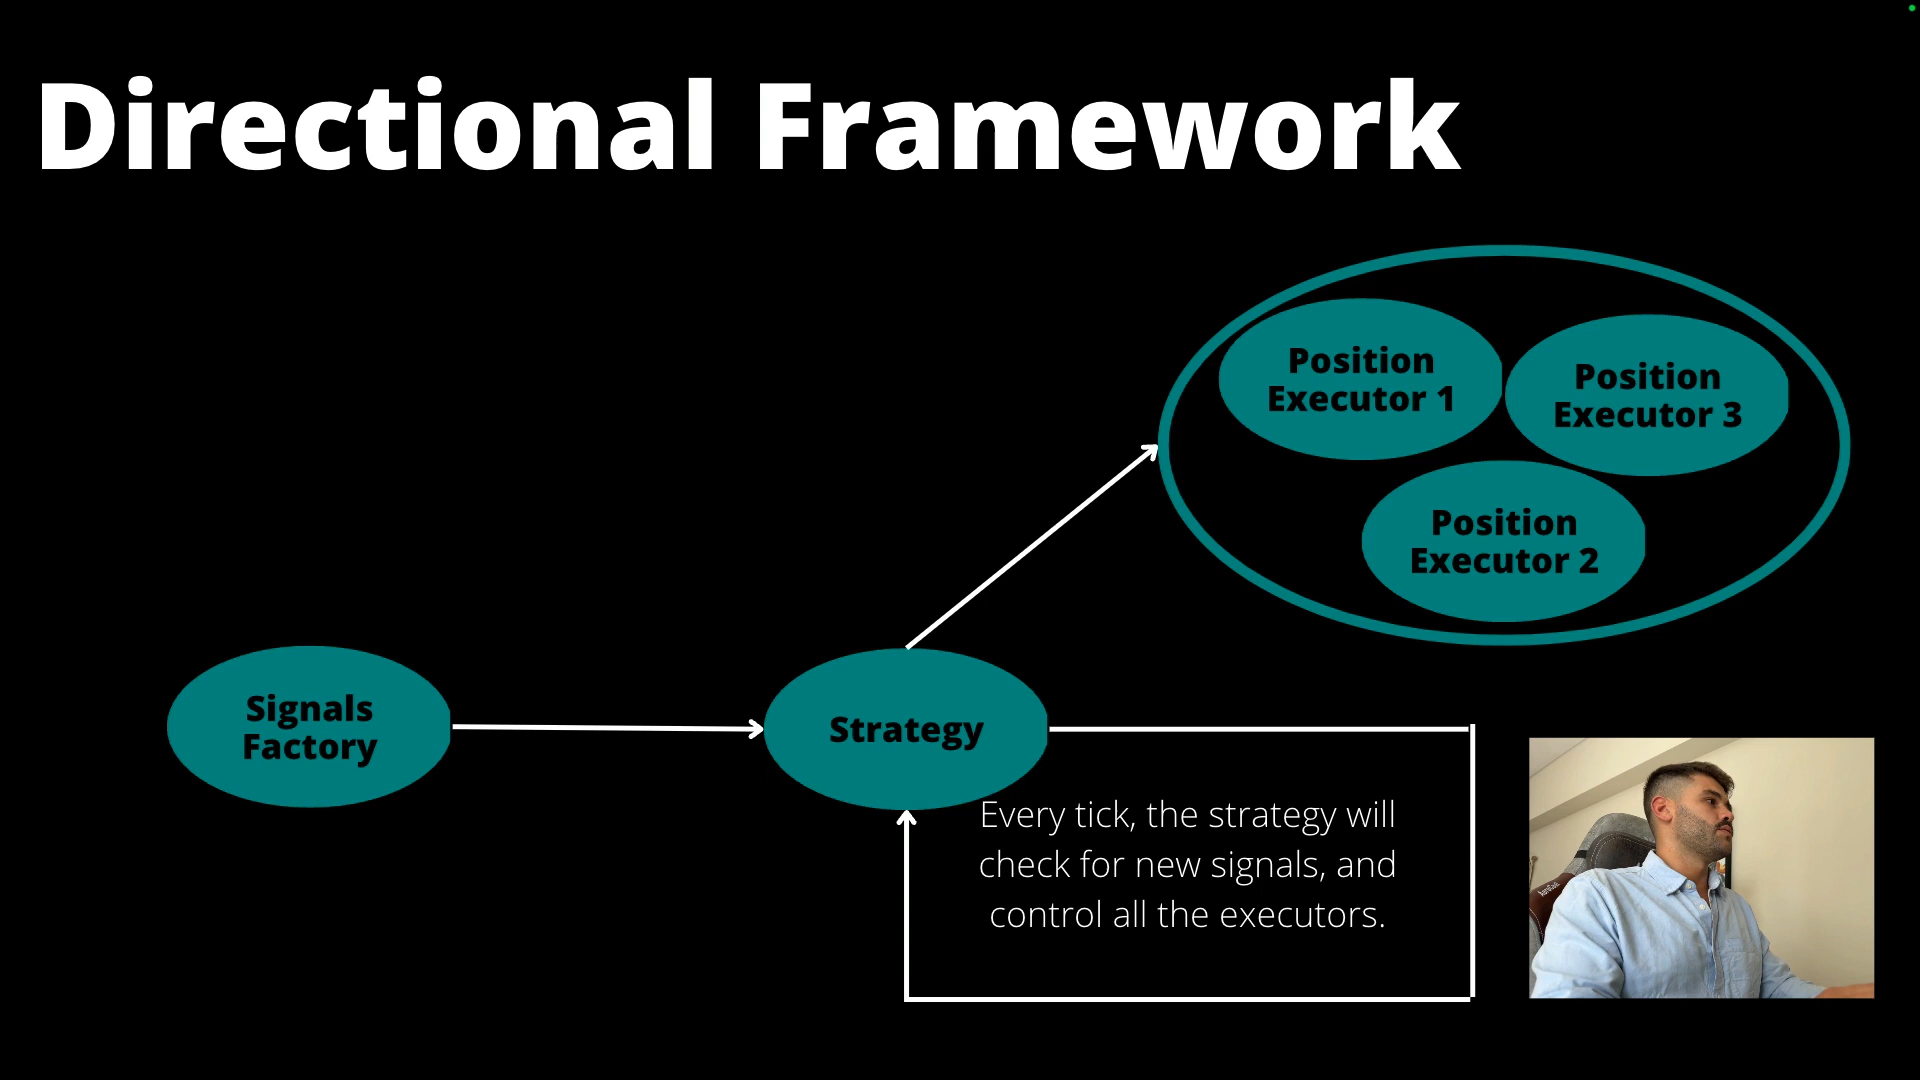 Directional Framework
Position
Executor 1
Position
Executor 3
Position
Executor 2
Signals
Factory
Strategy
Every tick, the strategy will
check for new signals, and
control all the executors.